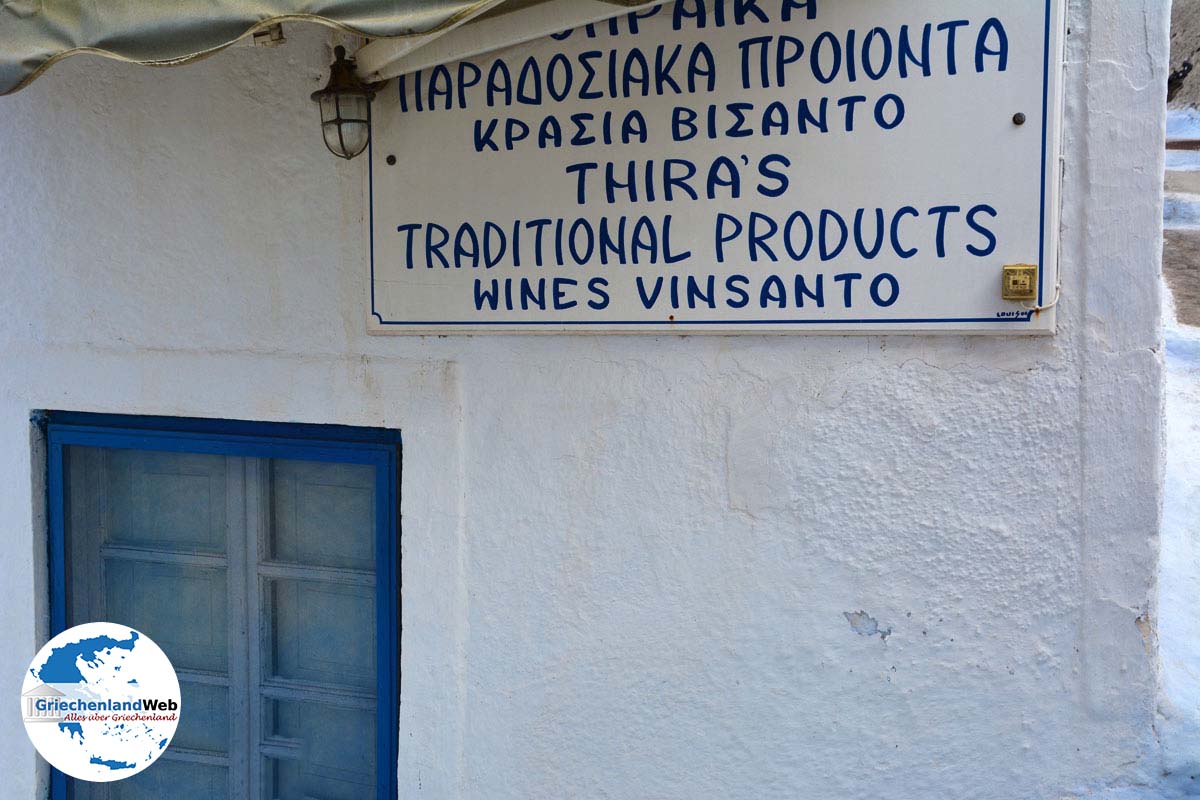 ΠΑΡΑΔΟΣΙΑΚΑ ΠΡΟΙΟΝΤΑ
ΚΡΑΣΙΑ ΒΙΣΑΝΤΟ
THIRA'S
TRADITIONAL PRODUCTS
WINES VINSANTO
GriechenlandWeb
Alles über Griechenland